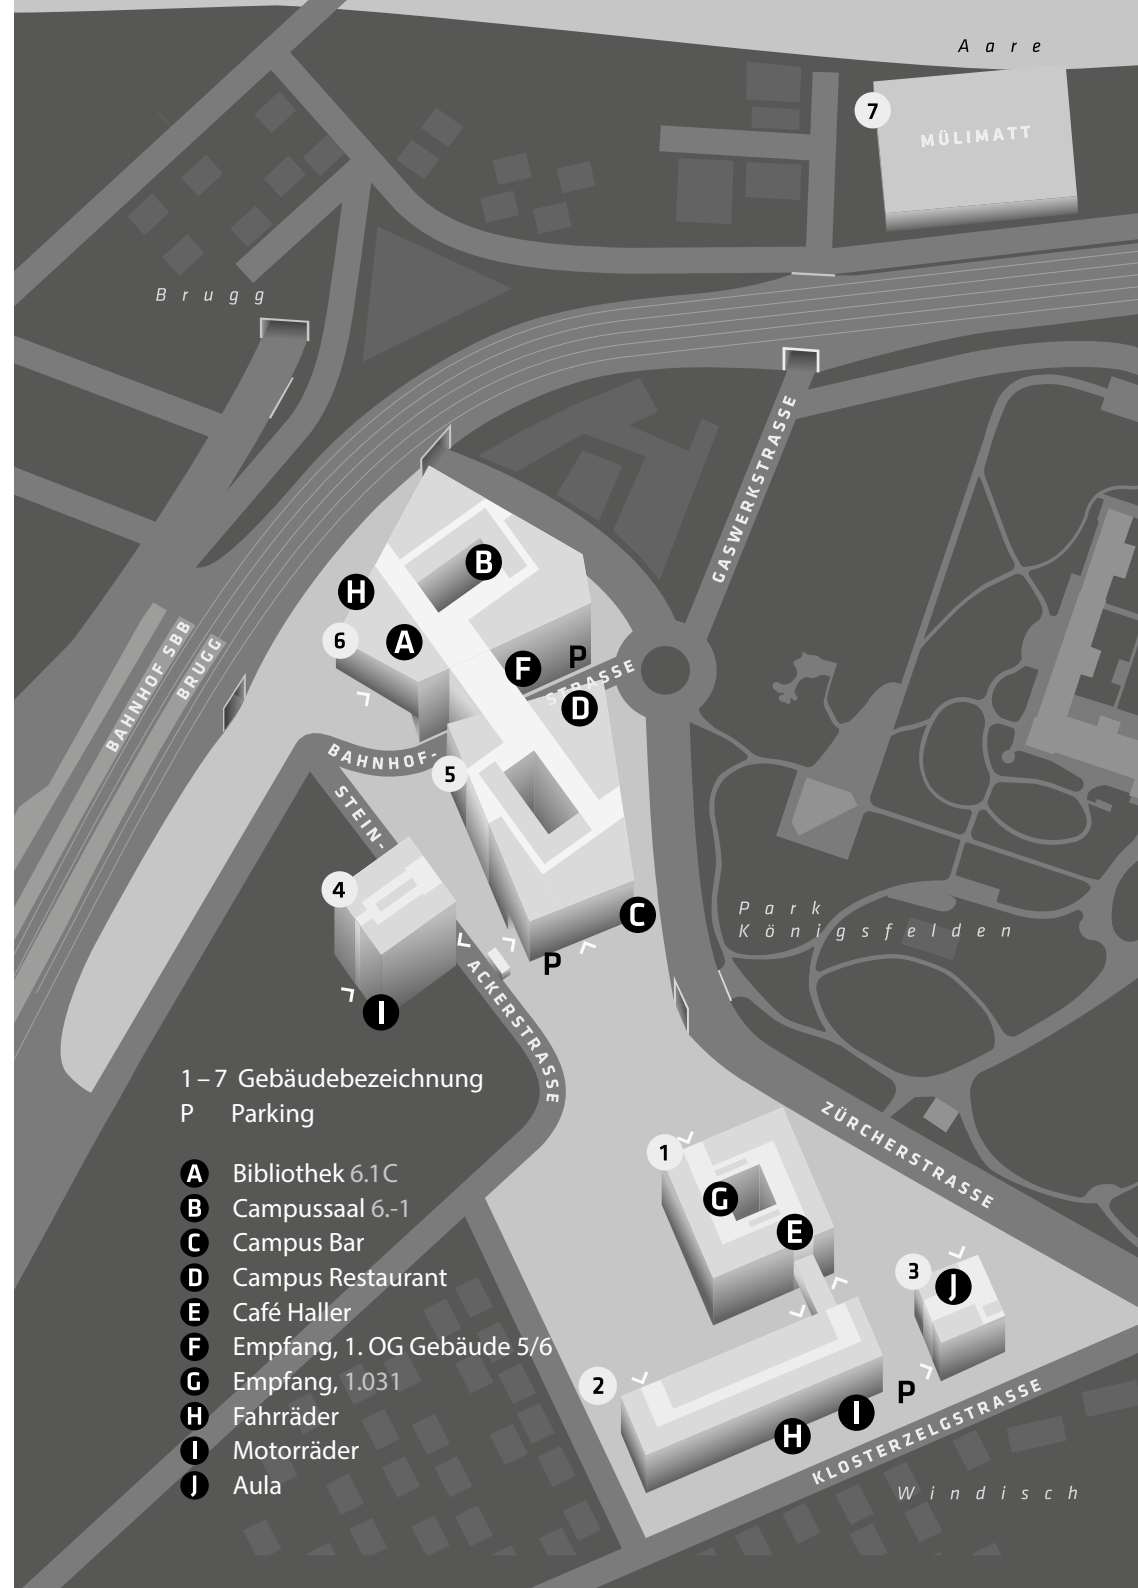 Aare
7
MÜLIMATT
Brugg
GASWERKSTRASSE
B
H
6
A
F
P
STRASSE
D
BAHNHOF SBB
BRUGG
BAHNHOF-
5
STEIN-
4
Park
Königsfelden
C
P
ACKERSTRASSE
I
1 – 7 Gebäudebezeichnung
P Parking
A Bibliothek 6.1C
B Campussaal 6.-1
C Campus Bar
D Campus Restaurant
E Café Haller
F Empfang, 1. OG Gebäude 5/6
G Empfang, 1.031
H Fahrräder
I Motorräder
J Aula
ZÜRCHERSTRASSE
1
G
E
3
J
2
P
I
H
KLOSTERZELGSTRASSE
Windisch